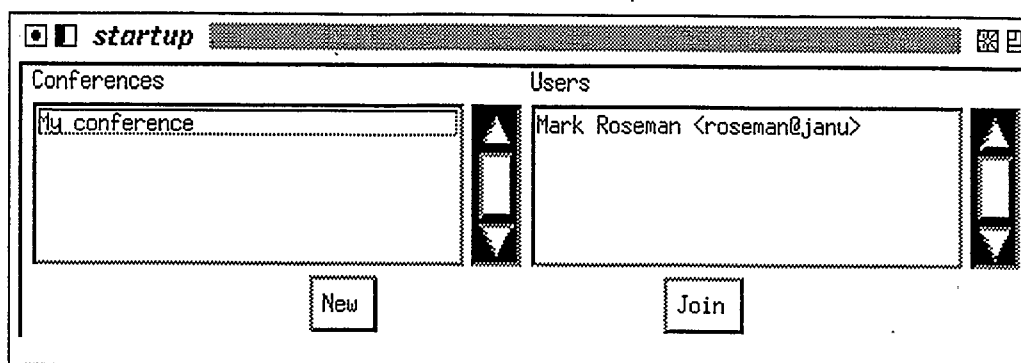 startup
Conferences
Users
My conference
Mark Roseman <roseman@janu>
New
Join